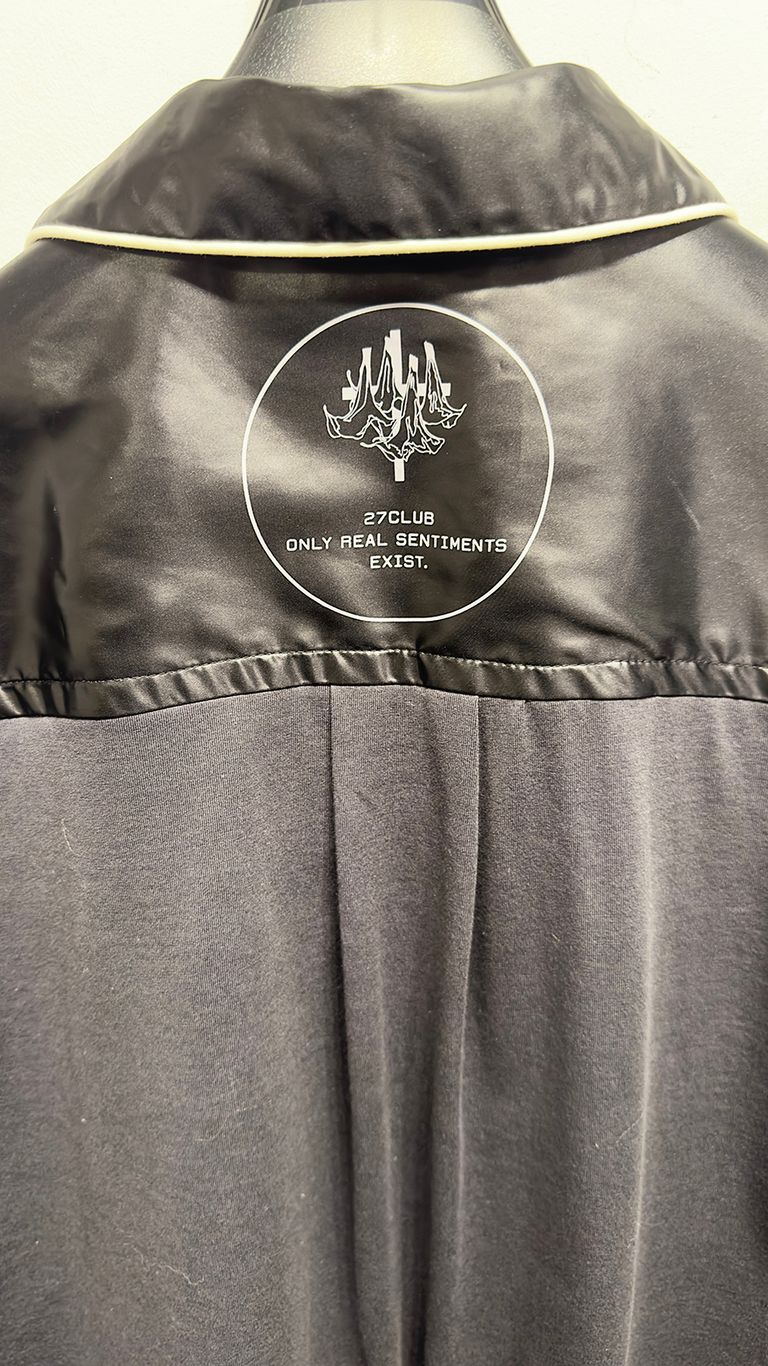 27CLUB
ONLY REAL SENTIMENTS
EXIST.